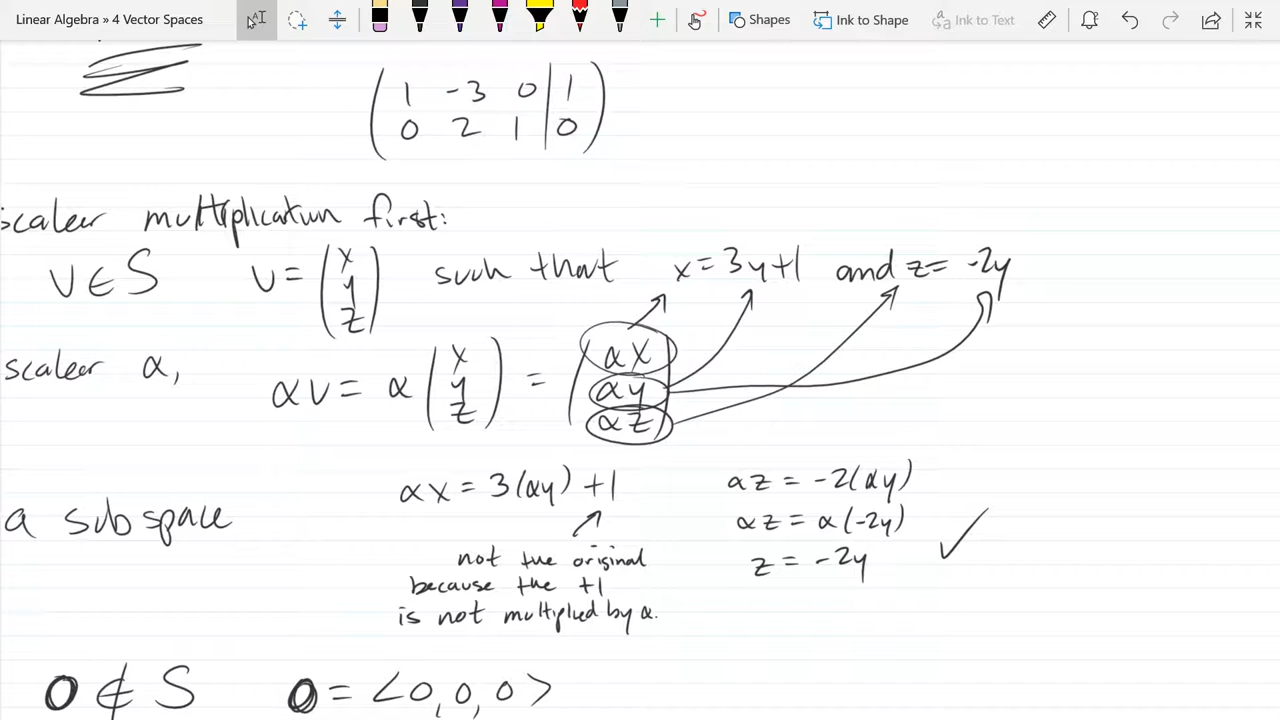 Linear Algebra » 4 Vector Spaces
Shapes
Ink to Shape
Ink to Text
( 1 -3 0 | 1 )
( 0 2 1 | 0 )
scaler multiplication first:
v ∈ S v = ( x y z ) such that x = 3y+1 and z = -2y
scaler α, αv = α ( x y z ) = ( αx αy αz )
αx = 3(αy) +1 αz = -2(αy)
αz = α(-2y)
a subspace
not the original z = -2y ✓
because the +1
is not multiplied by α.
0 ∉ S 0 = <0, 0, 0>